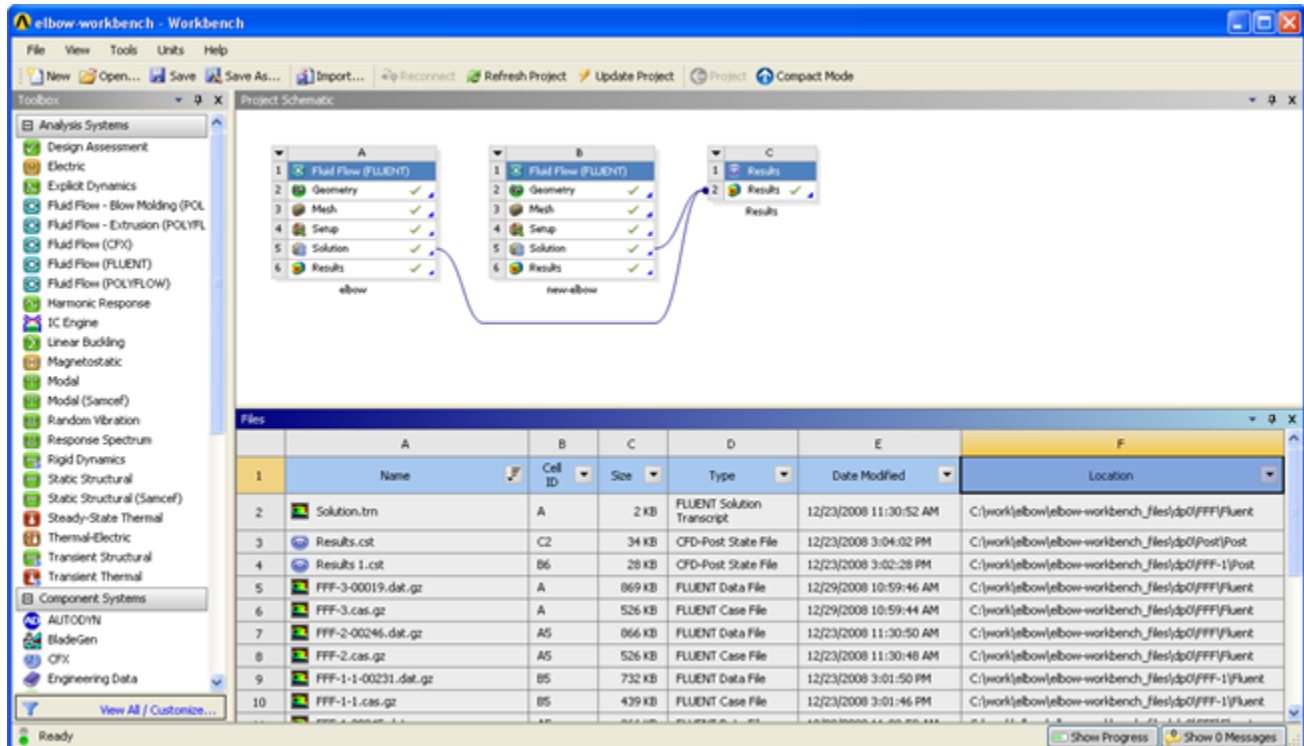 elbow-workbench - Workbench
File View Tools Units Help
New Open... Save Save As... Import... Reconnect Refresh Project Update Project Project Compact Mode
Toolbox
Analysis Systems
Design Assessment
Electric
Explicit Dynamics
Fluid Flow - Blow Molding (POL
Fluid Flow - Extrusion (POLYFL
Fluid Flow (CFX)
Fluid Flow (FLUENT)
Fluid Flow (POLYFLOW)
Harmonic Response
IC Engine
Linear Buckling
Magnetostatic
Modal
Modal (Samcef)
Random Vibration
Response Spectrum
Rigid Dynamics
Static Structural
Static Structural (Samcef)
Steady-State Thermal
Thermal-Electric
Transient Structural
Transient Thermal
Component Systems
AUTODYN
BladeGen
CFX
Engineering Data
View All / Customize...
Project Schematic
A
1 Fluid Flow (FLUENT)
2 Geometry
3 Mesh
4 Setup
5 Solution
6 Results
elbow
B
1 Fluid Flow (FLUENT)
2 Geometry
3 Mesh
4 Setup
5 Solution
6 Results
new-elbow
C
1 Results
2 Results
Results
Files
A B C D E F
1 Name Cell ID Size Type Date Modified Location
2 Solution.trn A 2 KB FLUENT Solution Transcript 12/23/2008 11:30:52 AM C:\work\elbow\elbow-workbench_files\dp0\FFF\Fluent
3 Results.cst C2 34 KB CFD-Post State File 12/23/2008 3:04:02 PM C:\work\elbow\elbow-workbench_files\dp0\Post\Post
4 Results 1.cst B6 28 KB CFD-Post State File 12/23/2008 3:02:28 PM C:\work\elbow\elbow-workbench_files\dp0\FFF-1\Post
5 FFF-3-00019.dat.gz A 869 KB FLUENT Data File 12/29/2008 10:59:46 AM C:\work\elbow\elbow-workbench_files\dp0\FFF\Fluent
6 FFF-3.cas.gz A 526 KB FLUENT Case File 12/29/2008 10:59:44 AM C:\work\elbow\elbow-workbench_files\dp0\FFF\Fluent
7 FFF-2-00246.dat.gz A5 866 KB FLUENT Data File 12/23/2008 11:30:50 AM C:\work\elbow\elbow-workbench_files\dp0\FFF\Fluent
8 FFF-2.cas.gz A5 526 KB FLUENT Case File 12/23/2008 11:30:48 AM C:\work\elbow\elbow-workbench_files\dp0\FFF\Fluent
9 FFF-1-1-00231.dat.gz B5 732 KB FLUENT Data File 12/23/2008 3:01:50 PM C:\work\elbow\elbow-workbench_files\dp0\FFF-1\Fluent
10 FFF-1-1.cas.gz B5 439 KB FLUENT Case File 12/23/2008 3:01:46 PM C:\work\elbow\elbow-workbench_files\dp0\FFF-1\Fluent
Ready
Show Progress Show 0 Messages